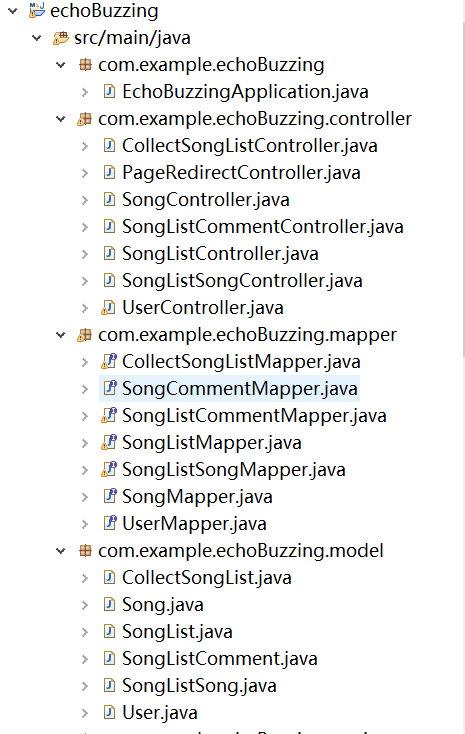 echoBuzzing
src/main/java
com.example.echoBuzzing
EchoBuzzingApplication.java
com.example.echoBuzzing.controller
CollectSongListController.java
PageRedirectController.java
SongController.java
SongListCommentController.java
SongListController.java
SongListSongController.java
UserController.java
com.example.echoBuzzing.mapper
CollectSongListMapper.java
SongCommentMapper.java
SongListCommentMapper.java
SongListMapper.java
SongListSongMapper.java
SongMapper.java
UserMapper.java
com.example.echoBuzzing.model
CollectSongList.java
Song.java
SongList.java
SongListComment.java
SongListSong.java
User.java